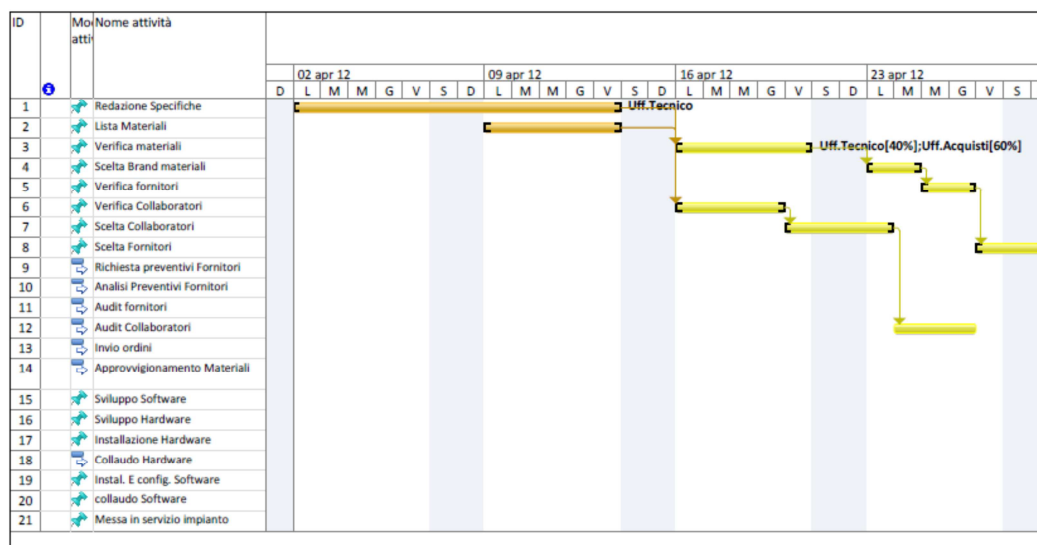 ID Mo Nome attività
atti
02 apr 12 09 apr 12 16 apr 12 23 apr 12
D L M M G V S D L M M G V S D L M M G V S D L M M G V S
1 Redazione Specifiche Uff.Tecnico
2 Lista Materiali
3 Verifica materiali Uff.Tecnico[40%];Uff.Acquisti[60%]
4 Scelta Brand materiali
5 Verifica fornitori
6 Verifica Collaboratori
7 Scelta Collaboratori
8 Scelta Fornitori
9 Richiesta preventivi Fornitori
10 Analisi Preventivi Fornitori
11 Audit fornitori
12 Audit Collaboratori
13 Invio ordini
14 Approvvigionamento Materiali
15 Sviluppo Software
16 Sviluppo Hardware
17 Installazione Hardware
18 Collaudo Hardware
19 Instal. E config. Software
20 collaudo Software
21 Messa in servizio impianto